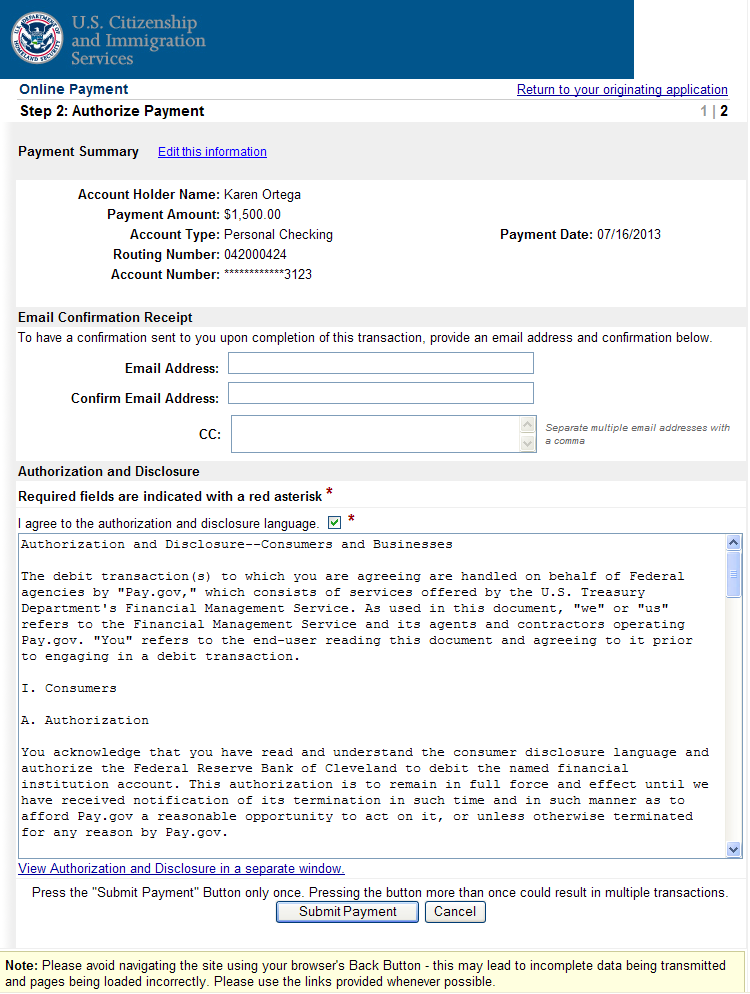 U.S. Citizenship
and Immigration
Services
Online Payment
Return to your originating application
Step 2: Authorize Payment
1 | 2
Payment Summary Edit this information
Account Holder Name: Karen Ortega
Payment Amount: $1,500.00
Account Type: Personal Checking Payment Date: 07/16/2013
Routing Number: 042000424
Account Number: ************3123
Email Confirmation Receipt
To have a confirmation sent to you upon completion of this transaction, provide an email address and confirmation below.
Email Address:
Confirm Email Address:
CC:
Separate multiple email addresses with
a comma
Authorization and Disclosure
Required fields are indicated with a red asterisk *
I agree to the authorization and disclosure language. *
Authorization and Disclosure--Consumers and Businesses
The debit transaction(s) to which you are agreeing are handled on behalf of Federal
agencies by "Pay.gov," which consists of services offered by the U.S. Treasury
Department's Financial Management Service. As used in this document, "we" or "us"
refers to the Financial Management Service and its agents and contractors operating
Pay.gov. "You" refers to the end-user reading this document and agreeing to it prior
to engaging in a debit transaction.
I. Consumers
A. Authorization
You acknowledge that you have read and understand the consumer disclosure language and
authorize the Federal Reserve Bank of Cleveland to debit the named financial
institution account. This authorization is to remain in full force and effect until we
have received notification of its termination in such time and in such manner as to
afford Pay.gov a reasonable opportunity to act on it, or unless otherwise terminated
for any reason by Pay.gov.
View Authorization and Disclosure in a separate window.
Press the "Submit Payment" Button only once. Pressing the button more than once could result in multiple transactions.
Submit Payment Cancel
Note: Please avoid navigating the site using your browser's Back Button - this may lead to incomplete data being transmitted
and pages being loaded incorrectly. Please use the links provided whenever possible.